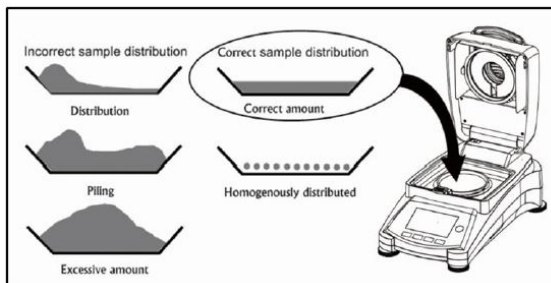 Incorrect sample distribution
Correct sample distribution
Distribution
Correct amount
Piling
Homogenously distributed
Excessive amount